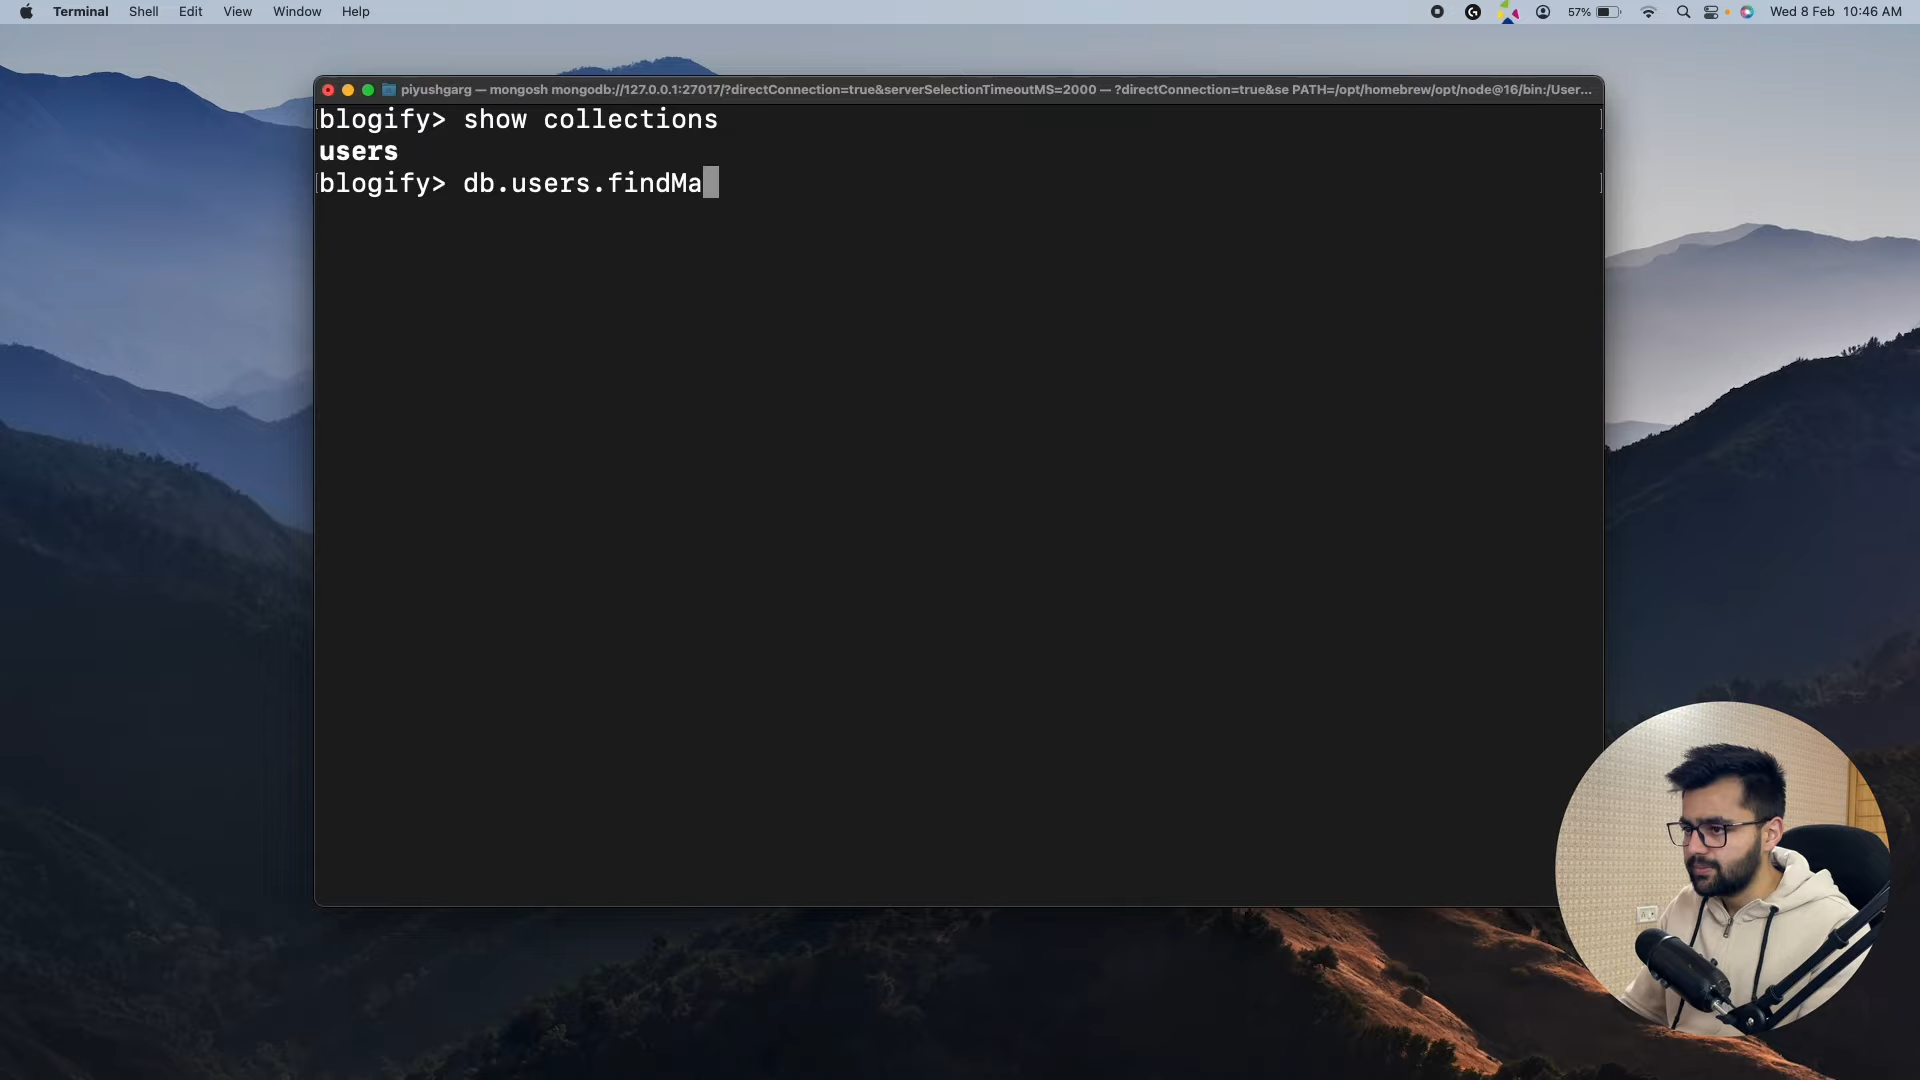 Terminal Shell Edit View Window Help 57% Wed 8 Feb 10:46 AM
piyushgarg — mongosh mongodb://127.0.0.1:27017/?directConnection=true&serverSelectionTimeoutMS=2000 — ?directConnection=true&se PATH=/opt/homebrew/opt/node@16/bin:/User...
blogify> show collections
users
blogify> db.users.findMa